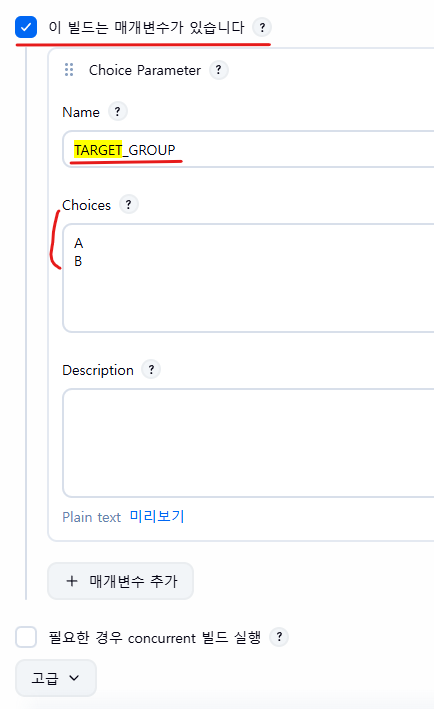 이 빌드는 매개변수가 있습니다 ?
Choice Parameter ?
Name ?
TARGET_GROUP
Choices ?
A
B
Description ?
Plain text 미리보기
+ 매개변수 추가
필요한 경우 concurrent 빌드 실행 ?
고급